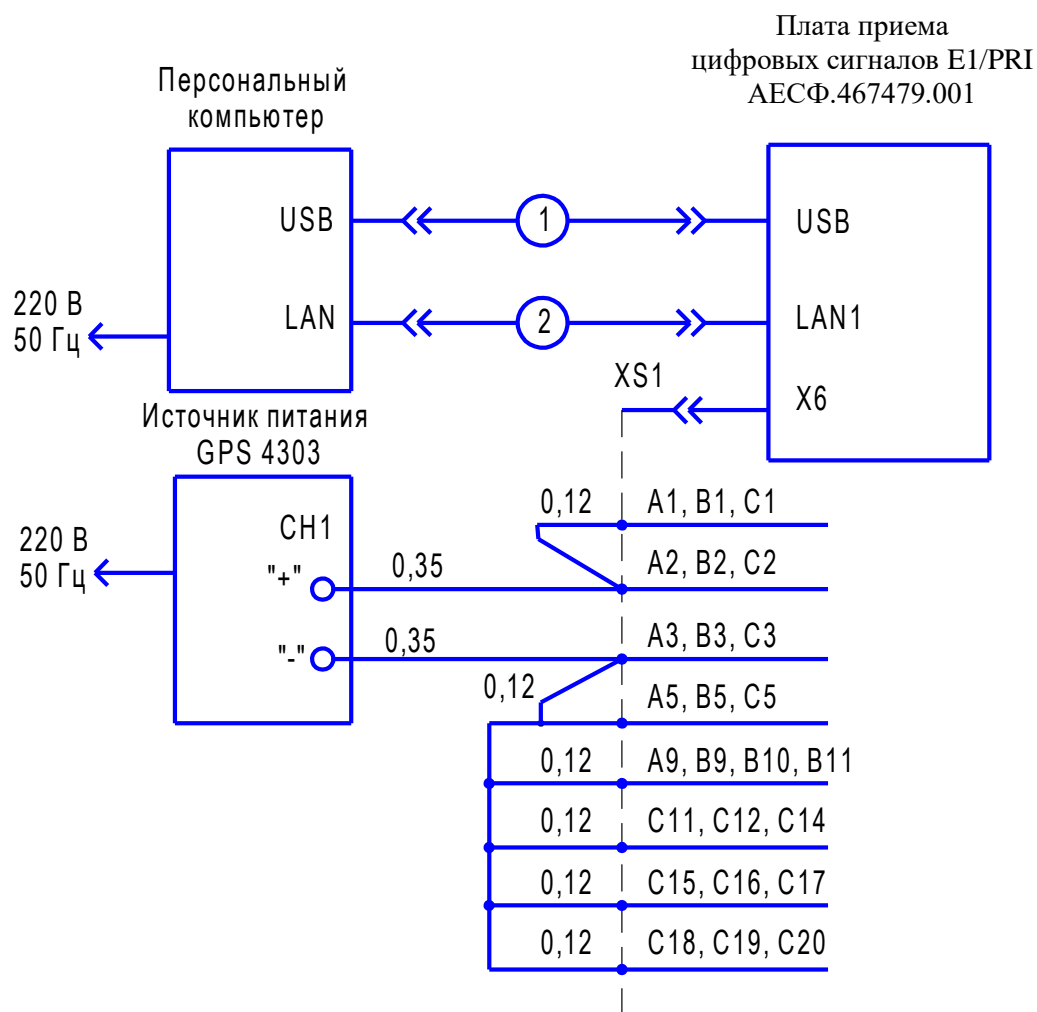 Плата приема
цифровых сигналов E1/PRI
АЕСФ.467479.001
Персональный
компьютер
USB
1
USB
220 В
50 Гц
LAN
2
LAN1
XS1
X6
Источник питания
GPS 4303
220 В
50 Гц
CH1
"+"
"-"
0,12
A1, B1, C1
0,35
A2, B2, C2
0,35
A3, B3, C3
0,12
A5, B5, C5
0,12
A9, B9, B10, B11
0,12
C11, C12, C14
0,12
C15, C16, C17
0,12
C18, C19, C20